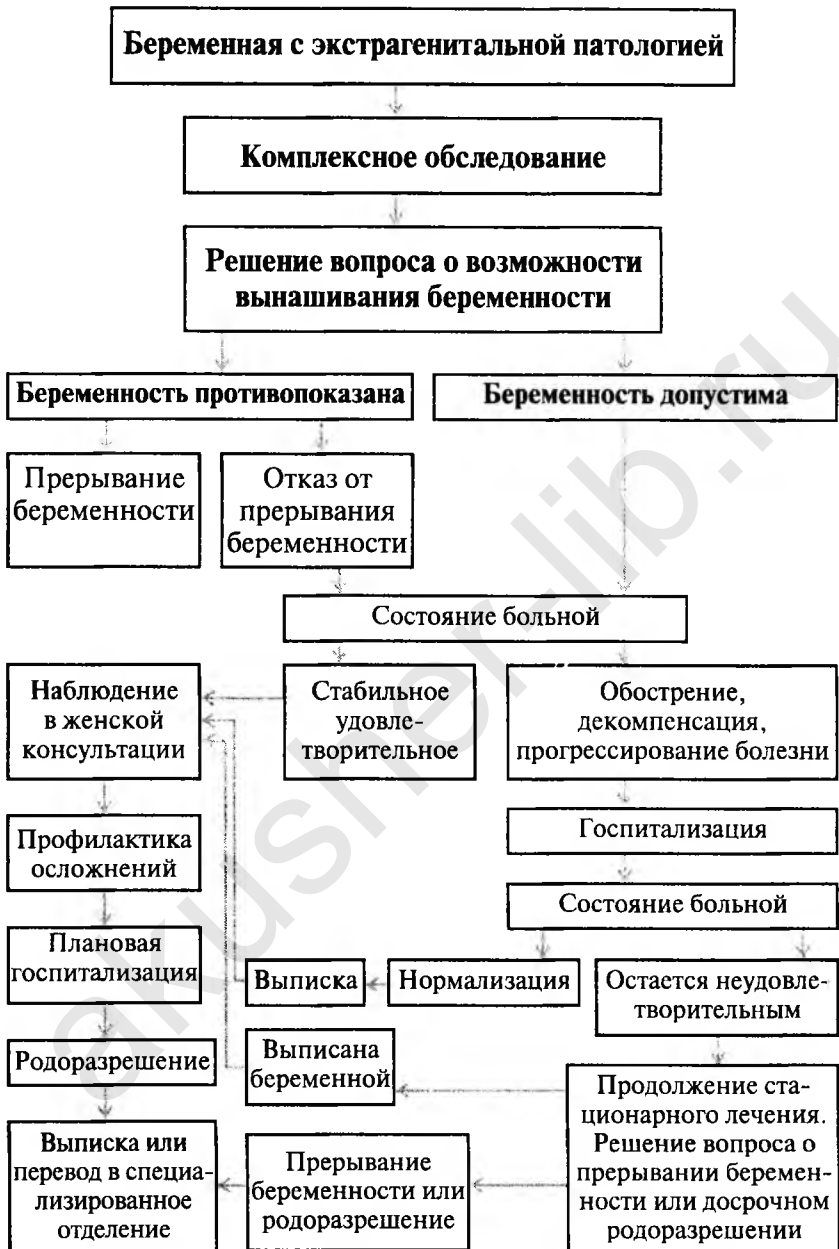 Беременная с экстрагенитальной патологией
Комплексное обследование
Решение вопроса о возможности
вынашивания беременности
Беременность противопоказана
Беременность допустима
Прерывание
беременности
Отказ от
прерывания
беременности
Состояние больной
Наблюдение
в женской
консультации
Стабильное
удовле-
творительное
Обострение,
декомпенсация,
прогрессирование болезни
Профилактика
осложнений
Госпитализация
Состояние больной
Плановая
госпитализация
Выписка
Нормализация
Остается неудовле-
творительным
Родоразрешение
Выписана
беременной
Продолжение ста-
ционарного лечения.
Решение вопроса о
прерывании беремен-
ности или досрочном
родоразрешении
Выписка или
перевод в специа-
лизированное
отделение
Прерывание
беременности или
родоразрешение
akusher-lib.ru